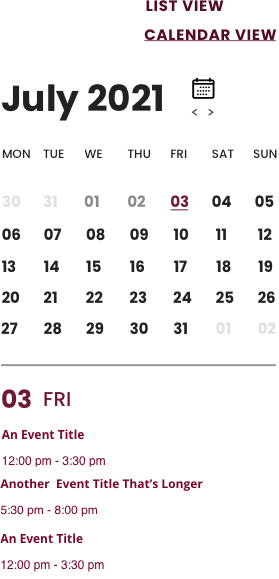 LIST VIEW
CALENDAR VIEW
July 2021
< >
MON TUE WE THU FRI SAT SUN
30 31 01 02 03 04 05
06 07 08 09 10 11 12
13 14 15 16 17 18 19
20 21 22 23 24 25 26
27 28 29 30 31 01 02
03 FRI
An Event Title
12:00 pm - 3:30 pm
Another Event Title That's Longer
5:30 pm - 8:00 pm
An Event Title
12:00 pm - 3:30 pm